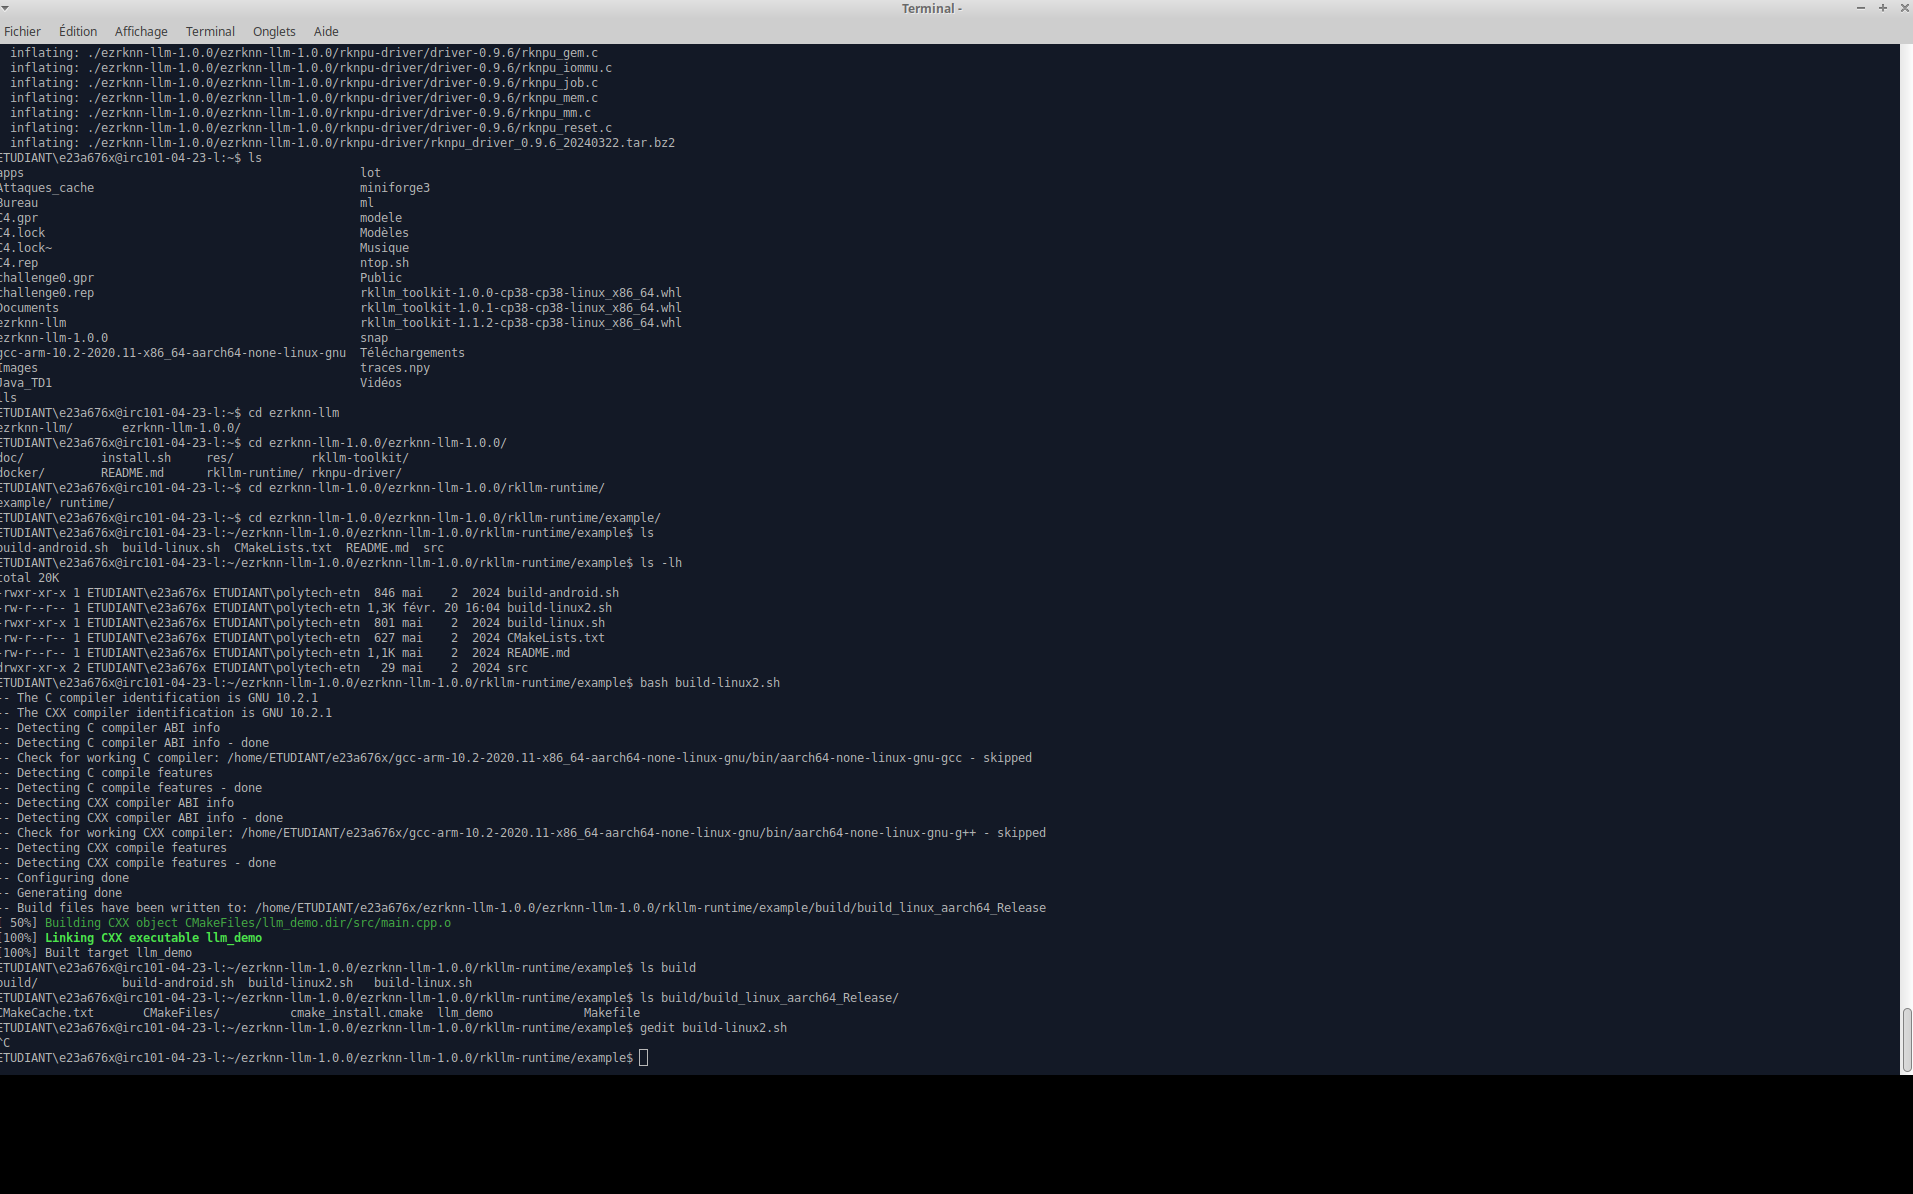 Terminal -
Fichier Édition Affichage Terminal Onglets Aide
inflating: ./ezrknn-llm-1.0.0/ezrknn-llm-1.0.0/rknpu-driver/driver-0.9.6/rknpu_gem.c
inflating: ./ezrknn-llm-1.0.0/ezrknn-llm-1.0.0/rknpu-driver/driver-0.9.6/rknpu_iommu.c
inflating: ./ezrknn-llm-1.0.0/ezrknn-llm-1.0.0/rknpu-driver/driver-0.9.6/rknpu_job.c
inflating: ./ezrknn-llm-1.0.0/ezrknn-llm-1.0.0/rknpu-driver/driver-0.9.6/rknpu_mem.c
inflating: ./ezrknn-llm-1.0.0/ezrknn-llm-1.0.0/rknpu-driver/driver-0.9.6/rknpu_mm.c
inflating: ./ezrknn-llm-1.0.0/ezrknn-llm-1.0.0/rknpu-driver/driver-0.9.6/rknpu_reset.c
inflating: ./ezrknn-llm-1.0.0/ezrknn-llm-1.0.0/rknpu-driver/rknpu_driver_0.9.6_20240322.tar.bz2
ETUDIANT\e23a676x@irc101-04-23-l:~$ ls
apps lot
Attaques_cache miniforge3
Bureau ml
C4.gpr modele
C4.lock Modèles
C4.lock~ Musique
C4.rep ntop.sh
challenge0.gpr Public
challenge0.rep rkllm_toolkit-1.0.0-cp38-cp38-linux_x86_64.whl
Documents rkllm_toolkit-1.0.1-cp38-cp38-linux_x86_64.whl
ezrknn-llm rkllm_toolkit-1.1.2-cp38-cp38-linux_x86_64.whl
ezrknn-llm-1.0.0 snap
gcc-arm-10.2-2020.11-x86_64-aarch64-none-linux-gnu Téléchargements
Images traces.npy
Java_TD1 Vidéos
lls
ETUDIANT\e23a676x@irc101-04-23-l:~$ cd ezrknn-llm
ezrknn-llm/ ezrknn-llm-1.0.0/
ETUDIANT\e23a676x@irc101-04-23-l:~$ cd ezrknn-llm-1.0.0/ezrknn-llm-1.0.0/
doc/ install.sh res/ rkllm-toolkit/
docker/ README.md rkllm-runtime/ rknpu-driver/
ETUDIANT\e23a676x@irc101-04-23-l:~$ cd ezrknn-llm-1.0.0/ezrknn-llm-1.0.0/rkllm-runtime/
example/ runtime/
ETUDIANT\e23a676x@irc101-04-23-l:~$ cd ezrknn-llm-1.0.0/ezrknn-llm-1.0.0/rkllm-runtime/example/
ETUDIANT\e23a676x@irc101-04-23-l:~/ezrknn-llm-1.0.0/ezrknn-llm-1.0.0/rkllm-runtime/example$ ls
build-android.sh build-linux.sh CMakeLists.txt README.md src
ETUDIANT\e23a676x@irc101-04-23-l:~/ezrknn-llm-1.0.0/ezrknn-llm-1.0.0/rkllm-runtime/example$ ls -lh
total 20K
-rwxr-xr-x 1 ETUDIANT\e23a676x ETUDIANT\polytech-etn 846 mai 2 2024 build-android.sh
-rw-r--r-- 1 ETUDIANT\e23a676x ETUDIANT\polytech-etn 1,3K févr. 20 16:04 build-linux2.sh
-rwxr-xr-x 1 ETUDIANT\e23a676x ETUDIANT\polytech-etn 801 mai 2 2024 build-linux.sh
-rw-r--r-- 1 ETUDIANT\e23a676x ETUDIANT\polytech-etn 627 mai 2 2024 CMakeLists.txt
-rw-r--r-- 1 ETUDIANT\e23a676x ETUDIANT\polytech-etn 1,1K mai 2 2024 README.md
drwxr-xr-x 2 ETUDIANT\e23a676x ETUDIANT\polytech-etn 29 mai 2 2024 src
ETUDIANT\e23a676x@irc101-04-23-l:~/ezrknn-llm-1.0.0/ezrknn-llm-1.0.0/rkllm-runtime/example$ bash build-linux2.sh
-- The C compiler identification is GNU 10.2.1
-- The CXX compiler identification is GNU 10.2.1
-- Detecting C compiler ABI info
-- Detecting C compiler ABI info - done
-- Check for working C compiler: /home/ETUDIANT/e23a676x/gcc-arm-10.2-2020.11-x86_64-aarch64-none-linux-gnu/bin/aarch64-none-linux-gnu-gcc - skipped
-- Detecting C compile features
-- Detecting C compile features - done
-- Detecting CXX compiler ABI info
-- Detecting CXX compiler ABI info - done
-- Check for working CXX compiler: /home/ETUDIANT/e23a676x/gcc-arm-10.2-2020.11-x86_64-aarch64-none-linux-gnu/bin/aarch64-none-linux-gnu-g++ - skipped
-- Detecting CXX compile features
-- Detecting CXX compile features - done
-- Configuring done
-- Generating done
-- Build files have been written to: /home/ETUDIANT/e23a676x/ezrknn-llm-1.0.0/ezrknn-llm-1.0.0/rkllm-runtime/example/build/build_linux_aarch64_Release
[ 50%] Building CXX object CMakeFiles/llm_demo.dir/src/main.cpp.o
[100%] Linking CXX executable llm_demo
[100%] Built target llm_demo
ETUDIANT\e23a676x@irc101-04-23-l:~/ezrknn-llm-1.0.0/ezrknn-llm-1.0.0/rkllm-runtime/example$ ls build
build/ build-android.sh build-linux2.sh build-linux.sh
ETUDIANT\e23a676x@irc101-04-23-l:~/ezrknn-llm-1.0.0/ezrknn-llm-1.0.0/rkllm-runtime/example$ ls build/build_linux_aarch64_Release/
CMakeCache.txt CMakeFiles/ cmake_install.cmake llm_demo Makefile
ETUDIANT\e23a676x@irc101-04-23-l:~/ezrknn-llm-1.0.0/ezrknn-llm-1.0.0/rkllm-runtime/example$ gedit build-linux2.sh
^C
ETUDIANT\e23a676x@irc101-04-23-l:~/ezrknn-llm-1.0.0/ezrknn-llm-1.0.0/rkllm-runtime/example$